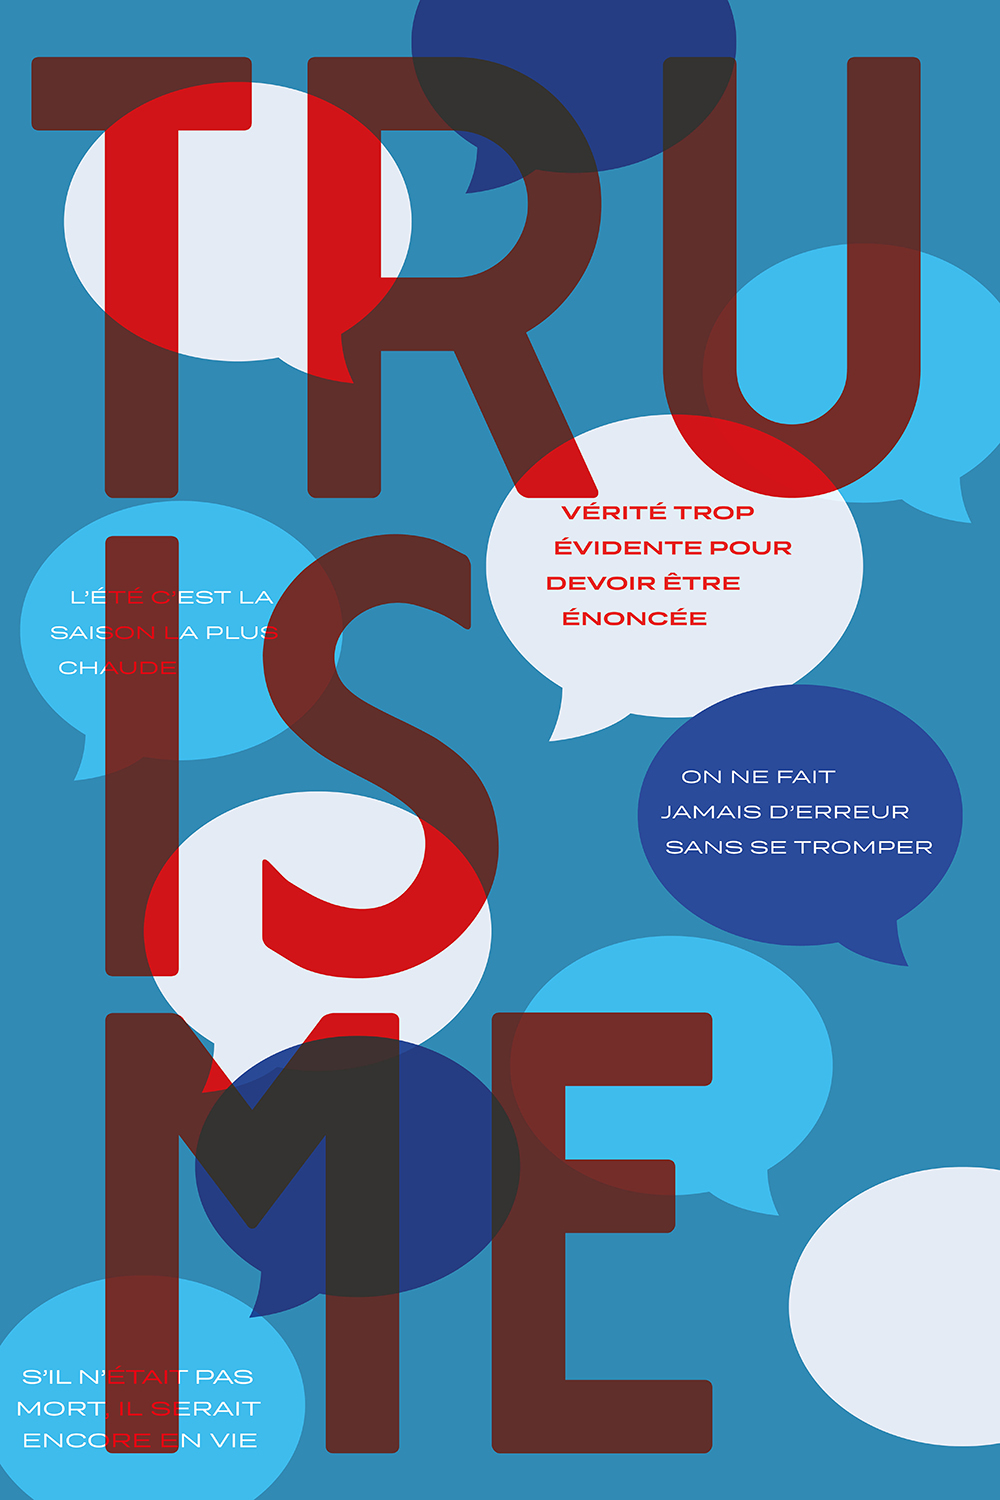 TRU
VÉRITÉ TROP
ÉVIDENTE POUR
DEVOIR ÊTRE
ÉNONCÉE
IS
L'ÉTÉ C'EST LA
SAISON LA PLUS
CHAUDE
ON NE FAIT
JAMAIS D'ERREUR
SANS SE TROMPER
ME
S'IL N'ÉTAIT PAS
MORT, IL SERAIT
ENCORE EN VIE